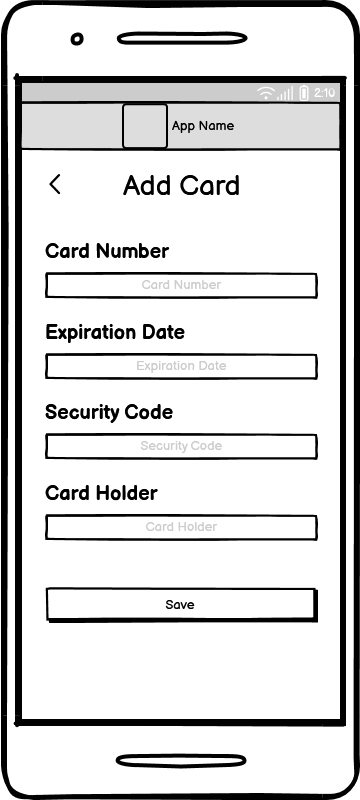 2:10
App Name
Add Card
Card Number
Card Number
Expiration Date
Expiration Date
Security Code
Security Code
Card Holder
Card Holder
Save